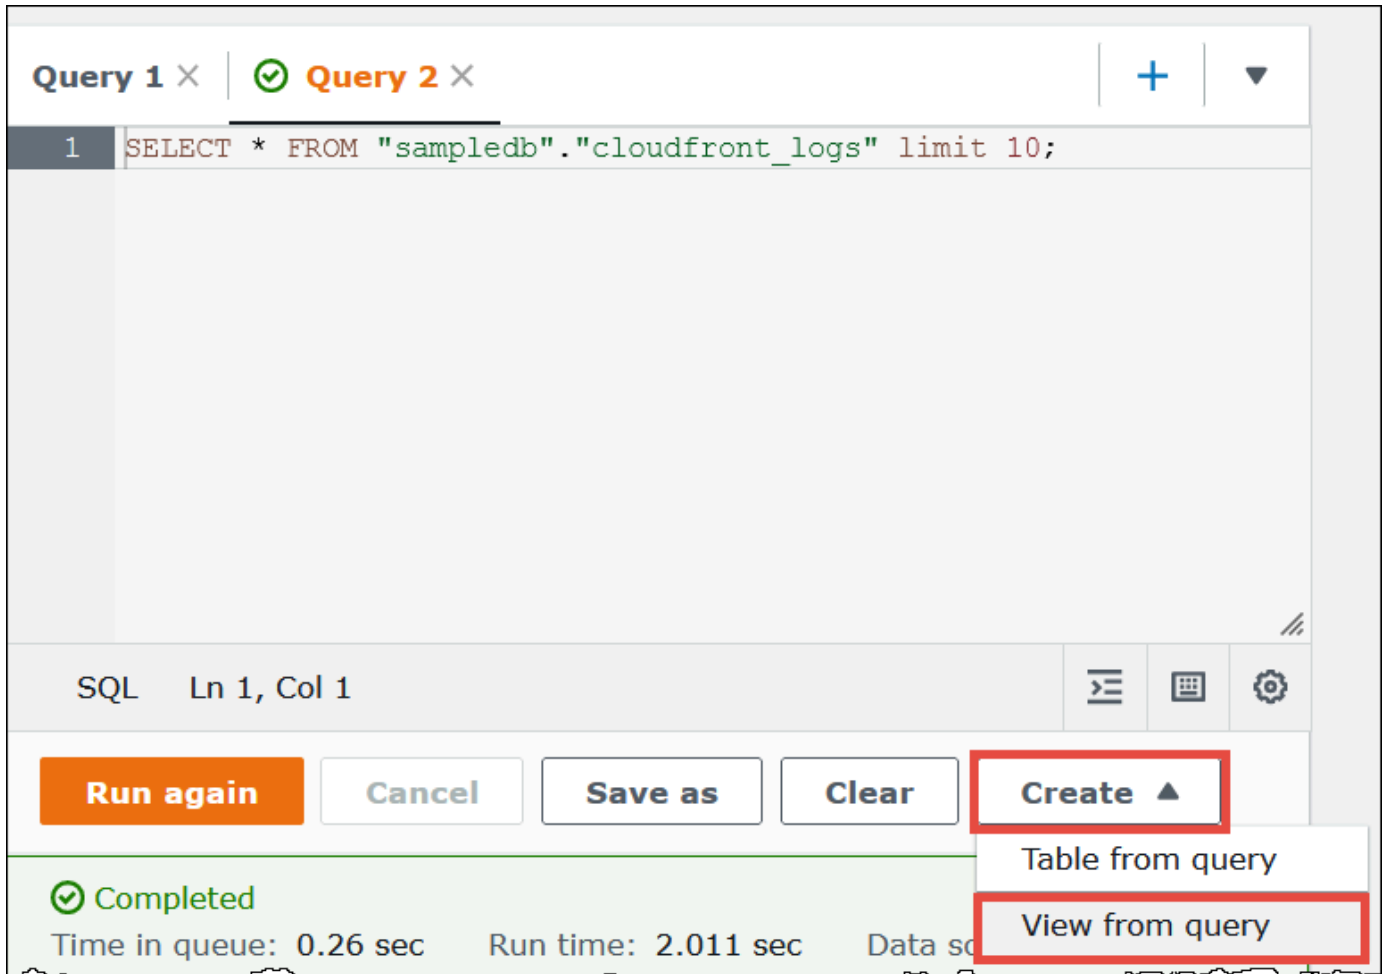 Query 1 Query 2
1 SELECT * FROM "sampledb"."cloudfront_logs" limit 10;
SQL Ln 1, Col 1
Run again Cancel Save as Clear Create
Table from query
View from query
Completed
Time in queue: 0.26 sec Run time: 2.011 sec Data